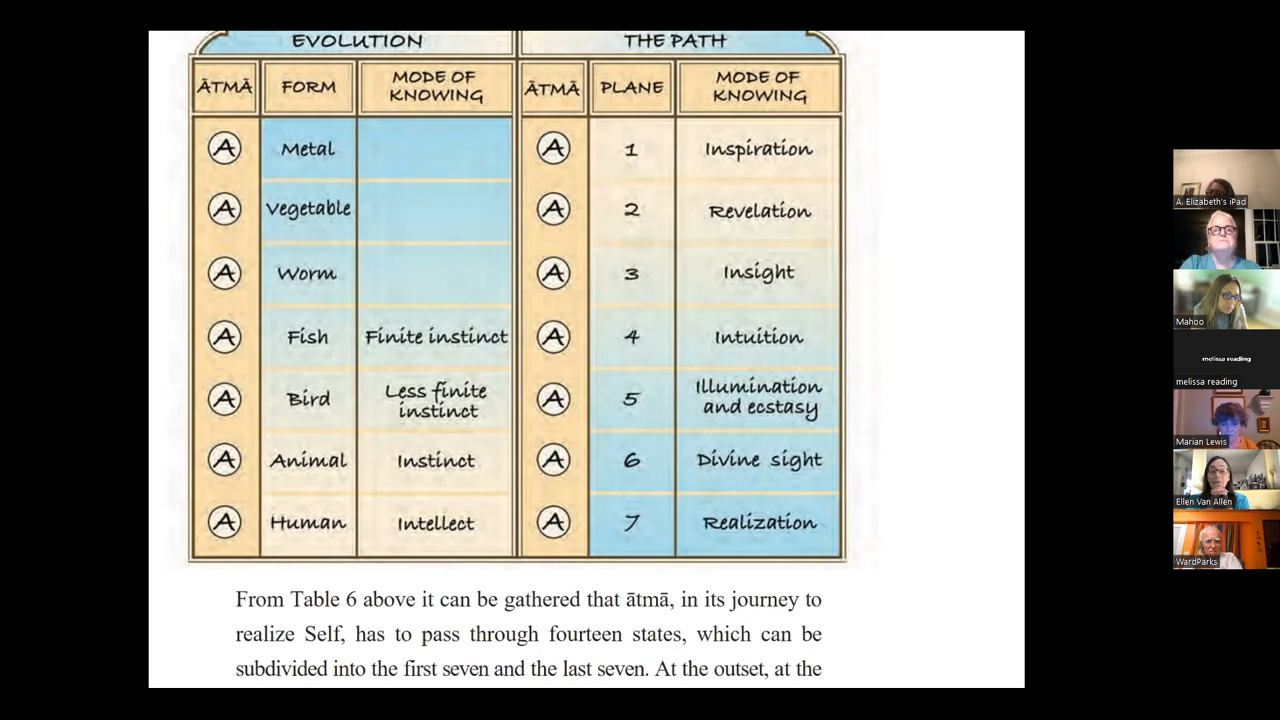 EVOLUTION THE PATH
ĀTMĀ FORM MODE OF KNOWING ĀTMĀ PLANE MODE OF KNOWING
A Metal A 1 Inspiration
A Vegetable A 2 Revelation
A Worm A 3 Insight
A Fish Finite instinct A 4 Intuition
A Bird Less finite instinct A 5 Illumination and ecstasy
A Animal Instinct A 6 Divine sight
A Human Intellect A 7 Realization
From Table 6 above it can be gathered that ātmā, in its journey to
realize Self, has to pass through fourteen states, which can be
subdivided into the first seven and the last seven. At the outset, at the
A. Elizabeth's iPad
Mahoo
melissa reading
melissa reading
Marian Lewis
Ellen Van Allen
WardParks